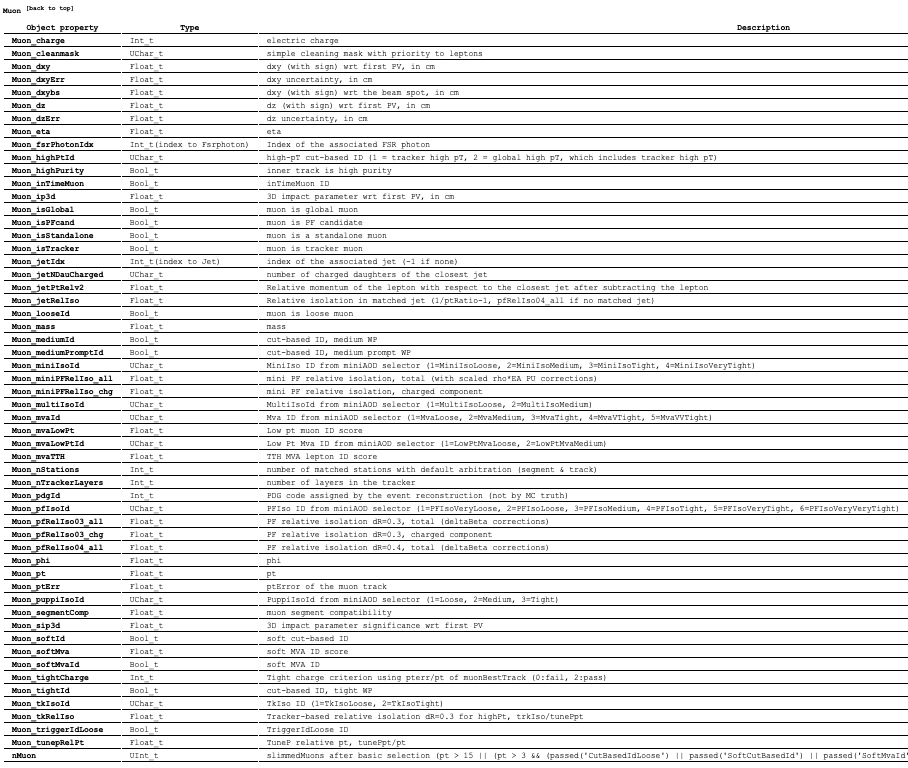 Muon [back to top]
Object property Type Description
Muon_charge Int_t electric charge
Muon_cleanmask UChar_t simple cleaning mask with priority to leptons
Muon_dxy Float_t dxy (with sign) wrt first PV, in cm
Muon_dxyErr Float_t dxy uncertainty, in cm
Muon_dxybs Float_t dxy (with sign) wrt the beam spot, in cm
Muon_dz Float_t dz (with sign) wrt first PV, in cm
Muon_dzErr Float_t dz uncertainty, in cm
Muon_eta Float_t eta
Muon_fsrPhotonIdx Int_t(index to Fsrphoton) Index of the associated FSR photon
Muon_highPtId UChar_t high-pT cut-based ID (1 = tracker high pT, 2 = global high pT, which includes tracker high pT)
Muon_highPurity Bool_t inner track is high purity
Muon_inTimeMuon Bool_t inTimeMuon ID
Muon_ip3d Float_t 3D impact parameter wrt first PV, in cm
Muon_isGlobal Bool_t muon is global muon
Muon_isPFcand Bool_t muon is PF candidate
Muon_isStandalone Bool_t muon is a standalone muon
Muon_isTracker Bool_t muon is tracker muon
Muon_jetIdx Int_t(index to Jet) index of the associated jet (-1 if none)
Muon_jetNDauCharged UChar_t number of charged daughters of the closest jet
Muon_jetPtRelv2 Float_t Relative momentum of the lepton with respect to the closest jet after subtracting the lepton
Muon_jetRelIso Float_t Relative isolation in matched jet (1/ptRatio-1, pfRelIso04_all if no matched jet)
Muon_looseId Bool_t muon is loose muon
Muon_mass Float_t mass
Muon_mediumId Bool_t cut-based ID, medium WP
Muon_mediumPromptId Bool_t cut-based ID, medium prompt WP
Muon_miniIsoId UChar_t MiniIso ID from miniAOD selector (1=MiniIsoLoose, 2=MiniIsoMedium, 3=MiniIsoTight, 4=MiniIsoVeryTight)
Muon_miniPFRelIso_all Float_t mini PF relative isolation, total (with scaled rho*EA PU corrections)
Muon_miniPFRelIso_chg Float_t mini PF relative isolation, charged component
Muon_multiIsoId UChar_t MultiIsoId from miniAOD selector (1=MultiIsoLoose, 2=MultiIsoMedium)
Muon_mvaId UChar_t Mva ID from miniAOD selector (1=MvaLoose, 2=MvaMedium, 3=MvaTight, 4=MvaVTight, 5=MvaVVTight)
Muon_mvaLowPt Float_t Low pt muon ID score
Muon_mvaLowPtId UChar_t Low Pt Mva ID from miniAOD selector (1=LowPtMvaLoose, 2=LowPtMvaMedium)
Muon_mvaTTH Float_t TTH MVA lepton ID score
Muon_nStations Int_t number of matched stations with default arbitration (segment & track)
Muon_nTrackerLayers Int_t number of layers in the tracker
Muon_pdgId Int_t PDG code assigned by the event reconstruction (not by MC truth)
Muon_pfIsoId UChar_t PFIso ID from miniAOD selector (1=PFIsoVeryLoose, 2=PFIsoLoose, 3=PFIsoMedium, 4=PFIsoTight, 5=PFIsoVeryTight, 6=PFIsoVeryVeryTight)
Muon_pfRelIso03_all Float_t PF relative isolation dR=0.3, total (deltaBeta corrections)
Muon_pfRelIso03_chg Float_t PF relative isolation dR=0.3, charged component
Muon_pfRelIso04_all Float_t PF relative isolation dR=0.4, total (deltaBeta corrections)
Muon_phi Float_t phi
Muon_pt Float_t pt
Muon_ptErr Float_t ptError of the muon track
Muon_puppiIsoId UChar_t PuppiIsoId from miniAOD selector (1=Loose, 2=Medium, 3=Tight)
Muon_segmentComp Float_t muon segment compatibility
Muon_sip3d Float_t 3D impact parameter significance wrt first PV
Muon_softId Bool_t soft cut-based ID
Muon_softMva Float_t soft MVA ID score
Muon_softMvaId Bool_t soft MVA ID
Muon_tightCharge Int_t Tight charge criterion using pterr/pt of muonBestTrack (0:fail, 2:pass)
Muon_tightId Bool_t cut-based ID, tight WP
Muon_tkIsoId UChar_t TkIso ID (1=TkIsoLoose, 2=TkIsoTight)
Muon_tkRelIso Float_t Tracker-based relative isolation dR=0.3 for highPt, trkIso/tunePpt
Muon_triggerIdLoose Bool_t TriggerIdLoose ID
Muon_tunepRelPt Float_t TuneP relative pt, tunePpt/pt
nMuon UInt_t slimmedMuons after basic selection (pt > 15 || (pt > 3 && (passed('CutBasedIdLoose') || passed('SoftCutBasedId') || passed('SoftMvaId'